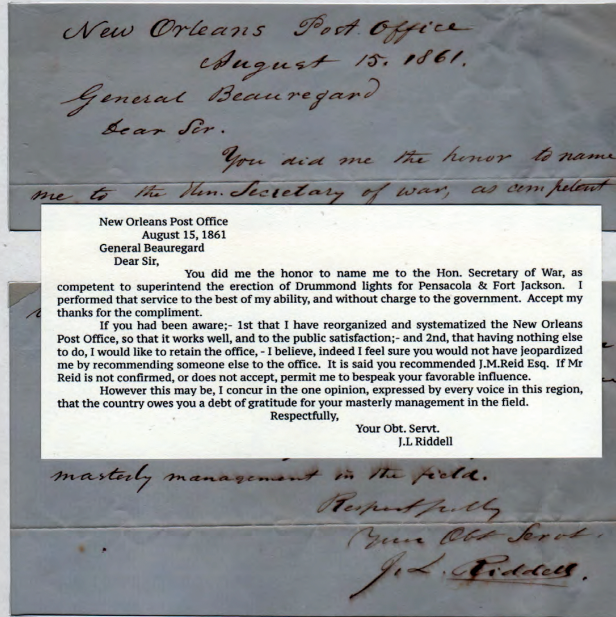 New Orleans Post Office
August 15. 1861.
General Beauregard
Dear Sir.
You did me the honor to name
me to the Hon. Secretary of war, as competent
New Orleans Post Office
August 15, 1861
General Beauregard
Dear Sir,
You did me the honor to name me to the Hon. Secretary of War, as
competent to superintend the erection of Drummond lights for Pensacola & Fort Jackson. I
performed that service to the best of my ability, and without charge to the government. Accept my
thanks for the compliment.
If you had been aware;- 1st that I have reorganized and systematized the New Orleans
Post Office, so that it works well, and to the public satisfaction;- and 2nd, that having nothing else
to do, I would like to retain the office, - I believe, indeed I feel sure you would not have jeopardized
me by recommending someone else to the office. It is said you recommended J.M.Reid Esq. If Mr
Reid is not confirmed, or does not accept, permit me to bespeak your favorable influence.
However this may be, I concur in the one opinion, expressed by every voice in this region,
that the country owes you a debt of gratitude for your masterly management in the field.
Respectfully,
Your Obt. Servt.
J.L Riddell
masterly management in the field.
Respectfully
Your Obt Servt.
J. L. Riddell.